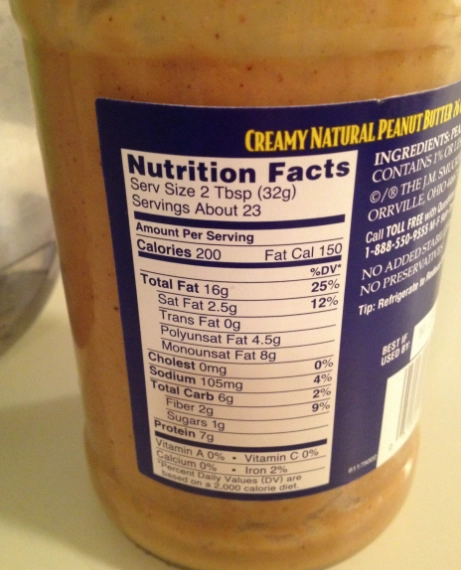 CREAMY NATURAL PEANUT BUTTER
Nutrition Facts
Serv Size 2 Tbsp (32g)
Servings About 23
Amount Per Serving
Calories 200 Fat Cal 150
%DV*
Total Fat 16g 25%
Sat Fat 2.5g 12%
Trans Fat 0g
Polyunsat Fat 4.5g
Monounsat Fat 8g
Cholest 0mg 0%
Sodium 105mg 4%
Total Carb 6g 2%
Fiber 2g 9%
Sugars 1g
Protein 7g
Vitamin A 0% • Vitamin C 0%
Calcium 0% • Iron 2%
*Percent Daily Values (DV) are
based on a 2,000 calorie diet.
INGREDIENTS:
CONTAINS 1% OR
©/® THE J.M.
ORRVILLE,
Call TOLL FREE with
1-888-550-9555
NO ADDED
NO
Tip: Refrigerate to
BEST IF
USED BY: